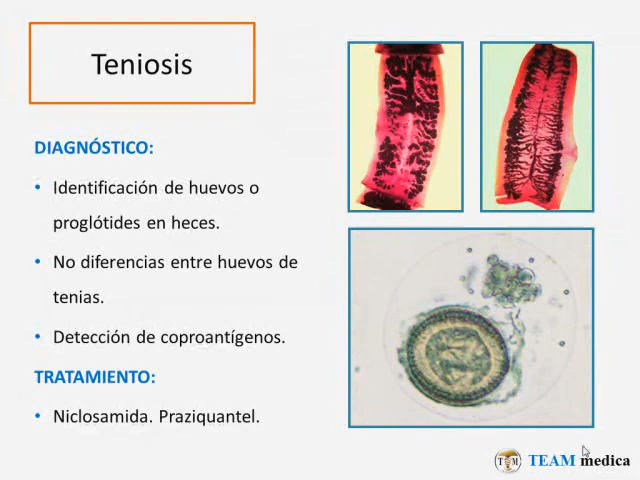 Teniosis
DIAGNÓSTICO:
• Identificación de huevos o
proglótides en heces.
• No diferencias entre huevos de
tenias.
• Detección de coproantígenos.
TRATAMIENTO:
• Niclosamida. Praziquantel.
TEAM medica